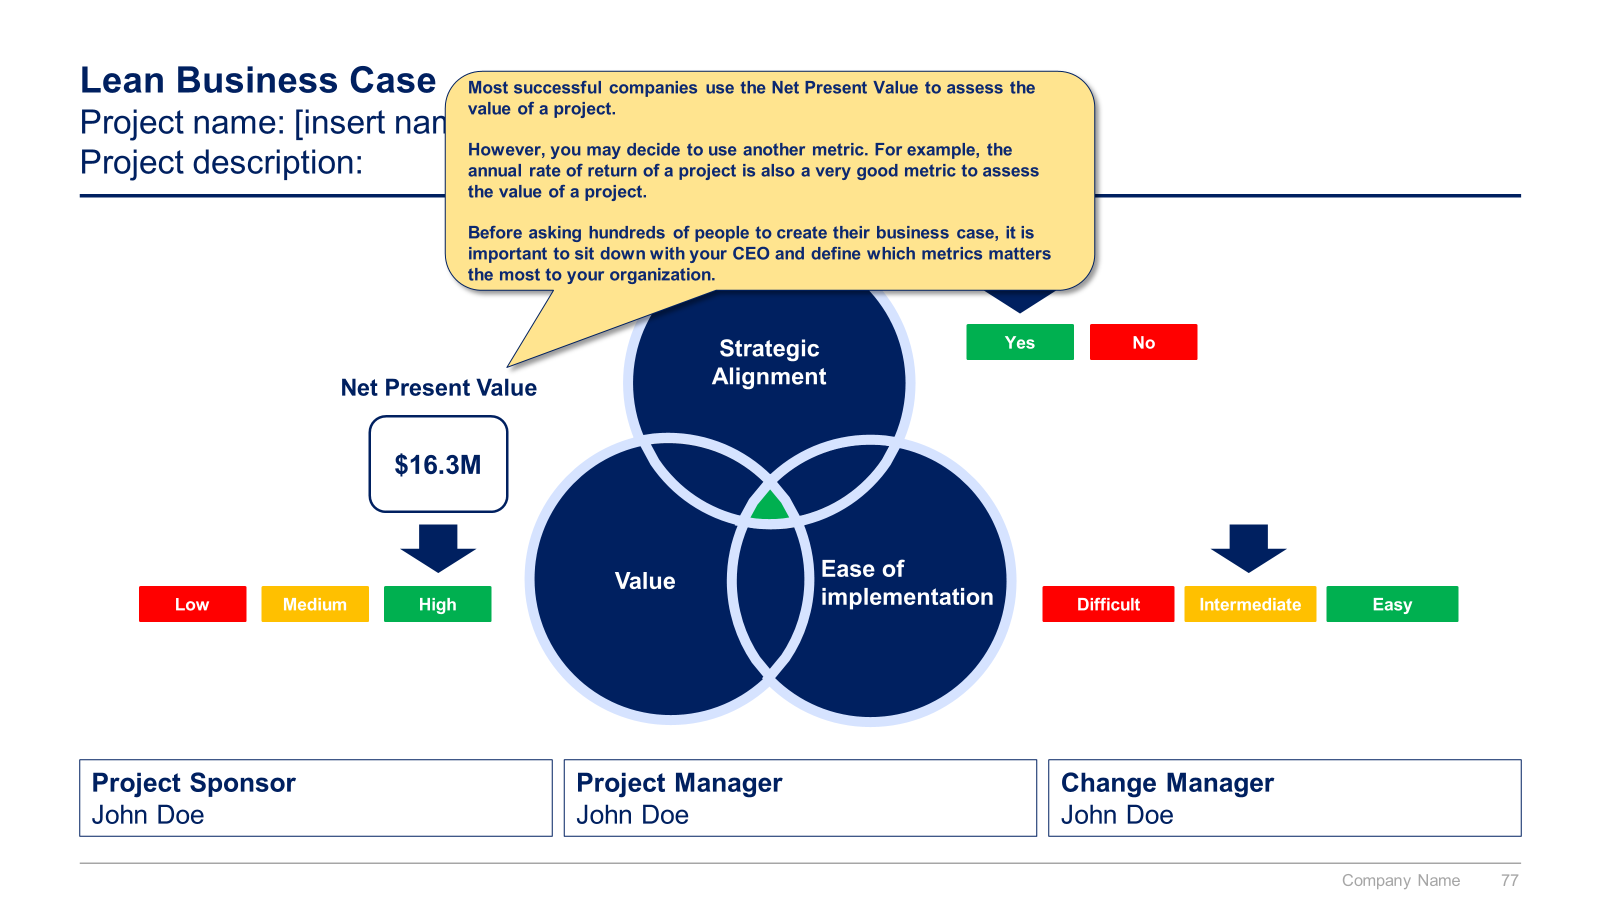 Lean Business Case
Project name: [insert
Project description:
Most successful companies use the Net Present Value to assess the
value of a project.
However, you may decide to use another metric. For example, the
annual rate of return of a project is also a very good metric to assess
the value of a project.
Before asking hundreds of people to create their business case, it is
important to sit down with your CEO and define which metrics matters
the most to your organization.
Strategic
Alignment
Yes
No
Net Present Value
$16.3M
Low
Medium
High
Value
Ease of
implementation
Difficult
Intermediate
Easy
Project Sponsor
John Doe
Project Manager
John Doe
Change Manager
John Doe
Company Name
77